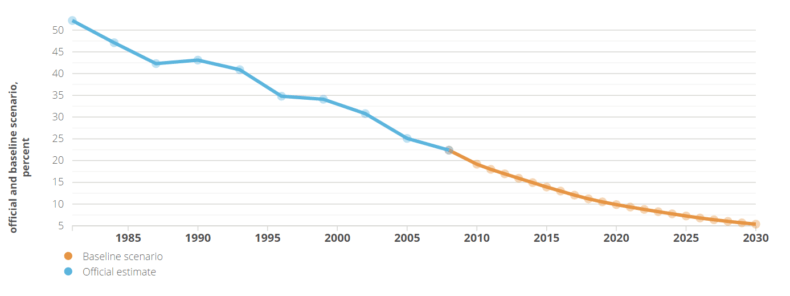 official and baseline scenario,
percent
50
45
40
35
30
25
20
15
10
5
1985 1990 1995 2000 2005 2010 2015 2020 2025 2030
Baseline scenario
Official estimate